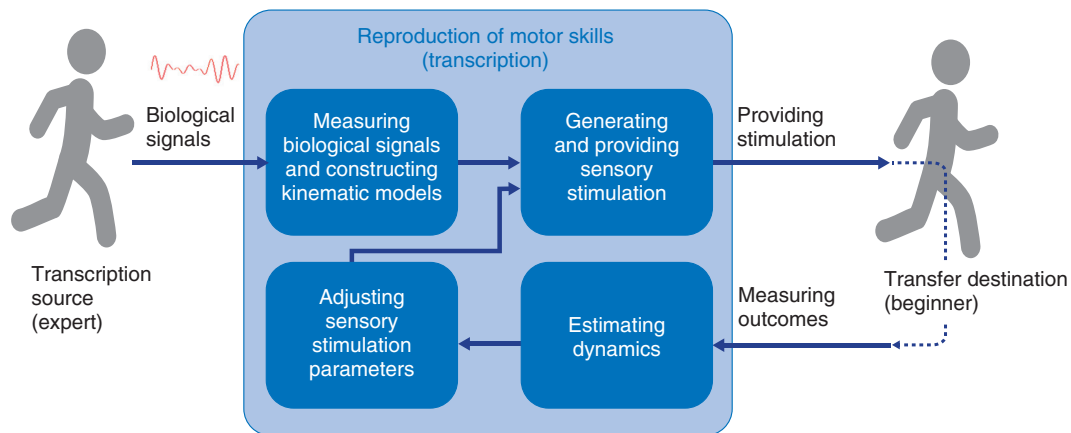 Reproduction of motor skills
(transcription)
Biological
signals
Measuring
biological signals
and constructing
kinematic models
Generating
and providing
sensory
stimulation
Providing
stimulation
Transcription
source
(expert)
Adjusting
sensory
stimulation
parameters
Estimating
dynamics
Measuring
outcomes
Transfer destination
(beginner)